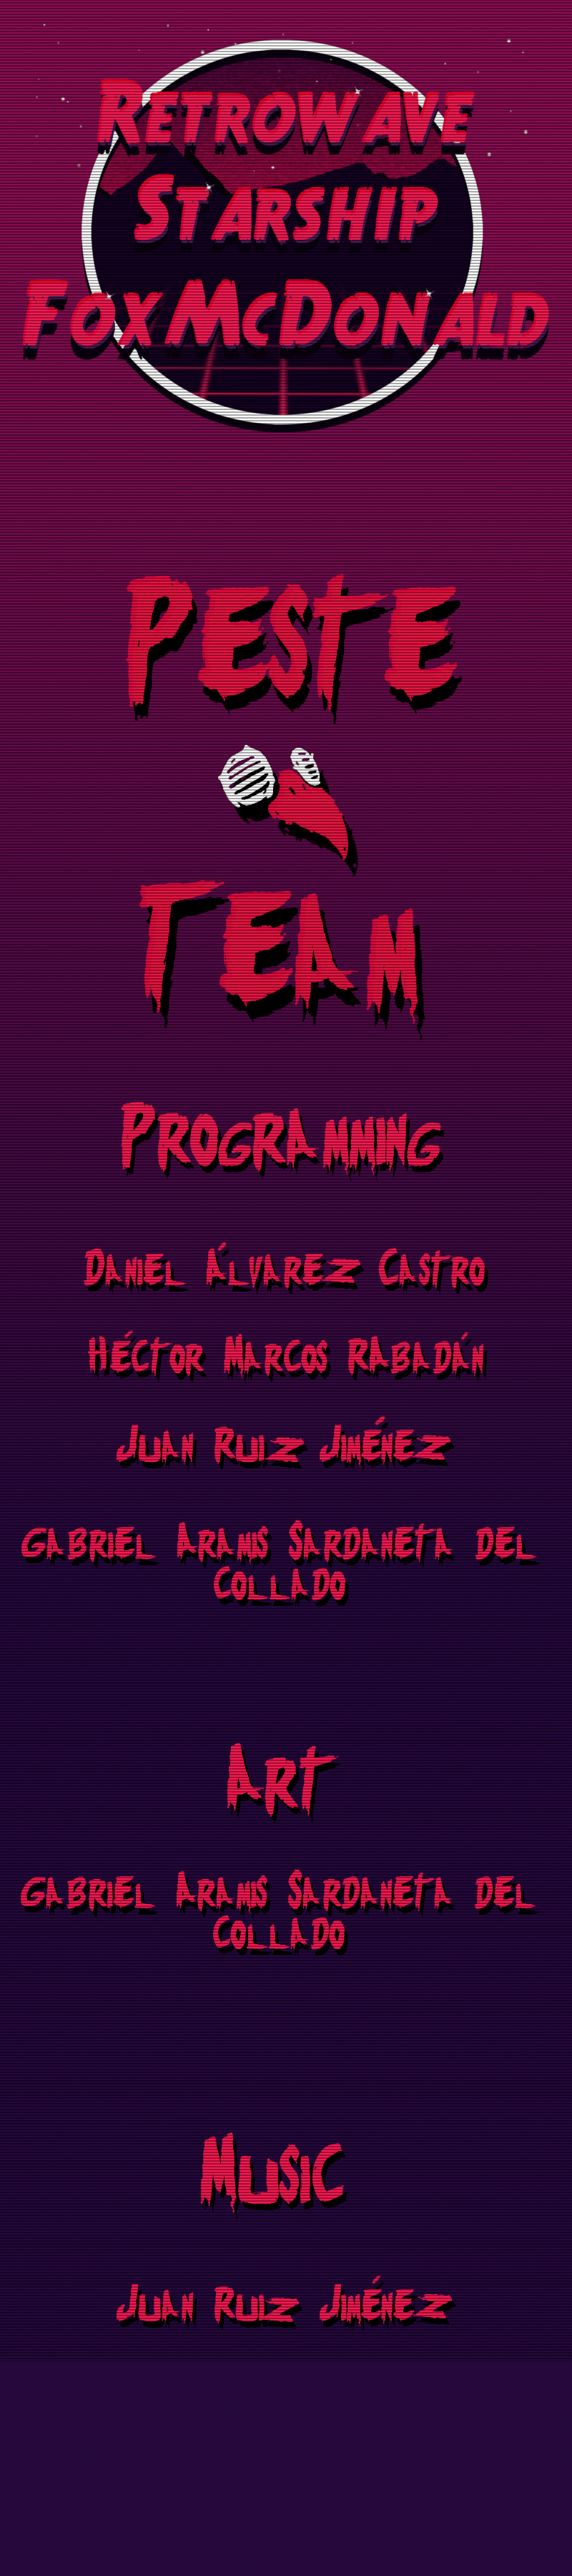 Retrowave
Starship
FoxMcDonald
Peste
Team
Programming
Daniel Álvarez Castro
Héctor Marcos Rabadán
Juan Ruiz Jiménez
Gabriel Aramis Sardaneta del
Collado
Art
Gabriel Aramis Sardaneta del
Collado
Music
Juan Ruiz Jiménez